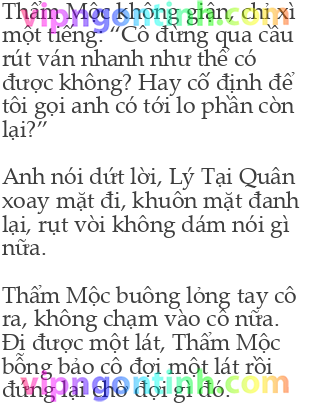 Thẩm Mộc không giận, chỉ xì
một tiếng: “Cô đừng qua cầu
rút ván nhanh như thế có
được không? Hay cố định để
tôi gọi anh có tới lo phần còn
lại?”
Anh nói dứt lời, Lý Tại Quân
xoay mặt đi, khuôn mặt đanh
lại, rụt vòi không dám nói gì
nữa.
Thẩm Mộc buông lỏng tay cô
ra, không chạm vào cô nữa.
Đi được một lát, Thẩm Mộc
bỗng bảo cô đợi một lát rồi
đứng lại chờ đợi gì đó.
vipngontinh.com
vipngontinh.com